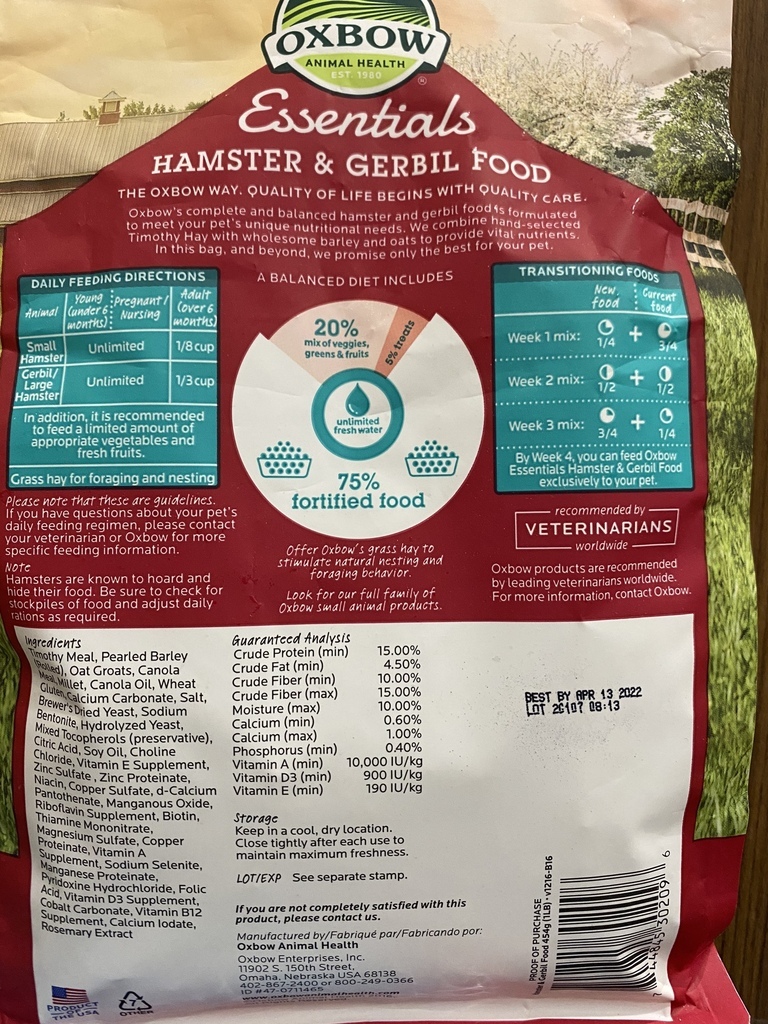 OXBOW
ANIMAL HEALTH
EST. 1980
®
Essentials
HAMSTER & GERBIL FOOD
THE OXBOW WAY. QUALITY OF LIFE BEGINS WITH QUALITY CARE.
Oxbow's complete and balanced hamster and gerbil food is formulated
to meet your pet's unique nutritional needs. We combine hand-selected
Timothy Hay with wholesome barley and oats to provide vital nutrients.
In this bag, and beyond, we promise only the best for your pet.
DAILY FEEDING DIRECTIONS
Animal Young (under 6 months): Pregnant/ Nursing Adult (over 6 months)
Small Hamster Unlimited 1/8 cup
Gerbil/ Large Hamster Unlimited 1/3 cup
In addition, it is recommended
to feed a limited amount of
appropriate vegetables and
fresh fruits.
Grass hay for foraging and nesting
Please note that these are guidelines.
If you have questions about your pet's
daily feeding regimen, please contact
your veterinarian or Oxbow for more
specific feeding information.
Note
Hamsters are known to hoard and
hide their food. Be sure to check for
stockpiles of food and adjust daily
rations as required.
A BALANCED DIET INCLUDES
20%
mix of veggies,
greens & fruits
5% treats
unlimited
fresh water
75%
fortified food
Offer Oxbow's grass hay to
stimulate natural nesting and
foraging behavior.
Look for our full family of
Oxbow small animal products.
TRANSITIONING FOODS
New food Current food
Week 1 mix: 1/4 + 3/4
Week 2 mix: 1/2 + 1/2
Week 3 mix: 3/4 + 1/4
By Week 4, you can feed Oxbow
Essentials Hamster & Gerbil Food
exclusively to your pet.
recommended by
VETERINARIANS
worldwide
Oxbow products are recommended
by leading veterinarians worldwide.
For more information, contact Oxbow.
Ingredients
Timothy Meal, Pearled Barley
(Rolled), Oat Groats, Canola
Meal, Millet, Canola Oil, Wheat
Gluten, Calcium Carbonate, Salt,
Brewer's Dried Yeast, Sodium
Bentonite, Hydrolyzed Yeast,
Mixed Tocopherols (preservative),
Citric Acid, Soy Oil, Choline
Chloride, Vitamin E Supplement,
Zinc Sulfate, Zinc Proteinate,
Niacin, Copper Sulfate, d-Calcium
Pantothenate, Manganous Oxide,
Riboflavin Supplement, Biotin,
Thiamine Mononitrate,
Magnesium Sulfate, Copper
Proteinate, Vitamin A
Supplement, Sodium Selenite,
Manganese Proteinate,
Pyridoxine Hydrochloride, Folic
Acid, Vitamin D3 Supplement,
Cobalt Carbonate, Vitamin B12
Supplement, Calcium Iodate,
Rosemary Extract
Guaranteed Analysis
Crude Protein (min) 15.00%
Crude Fat (min) 4.50%
Crude Fiber (min) 10.00%
Crude Fiber (max) 15.00%
Moisture (max) 10.00%
Calcium (min) 0.60%
Calcium (max) 1.00%
Phosphorus (min) 0.40%
Vitamin A (min) 10,000 IU/kg
Vitamin D3 (min) 900 IU/kg
Vitamin E (min) 190 IU/kg
Storage
Keep in a cool, dry location.
Close tightly after each use to
maintain maximum freshness.
LOT/EXP See separate stamp.
If you are not completely satisfied with this
product, please contact us.
Manufactured by/Fabriqué par/Fabricando por:
Oxbow Animal Health
Oxbow Enterprises, Inc.
11902 S. 150th Street,
Omaha, Nebraska USA 68138
402-867-2400 or 800-249-0366
ID #47-0711465
www.oxbowanimalhealth.com
BEST BY APR 13 2022
LOT 26107 08:13
PROOF OF PURCHASE
& Gerbil Food 454g (1LB) • v1216-B16
30209 6
PRODUCT
OF
THE USA
7
OTHER